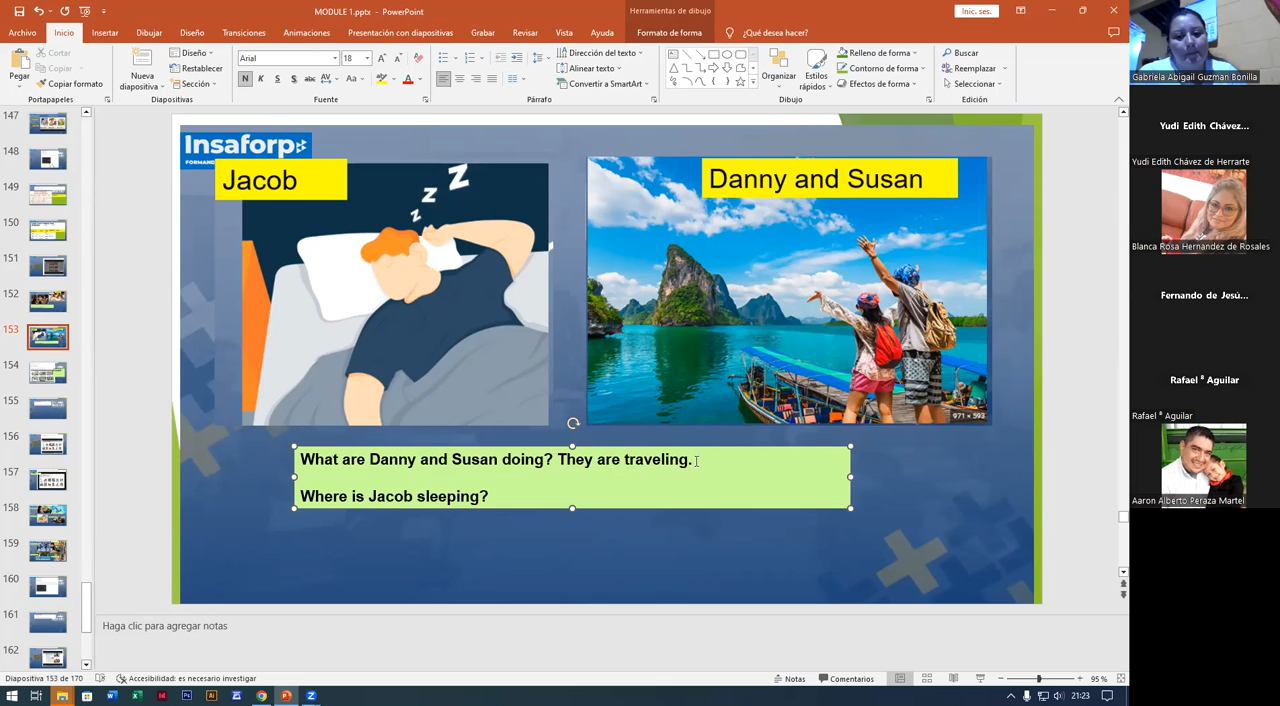 MODULE 1.pptx - PowerPoint
Herramientas de dibujo
Inic. ses.
Archivo
Inicio
Insertar
Dibujar
Diseño
Transiciones
Animaciones
Presentación con diapositivas
Grabar
Revisar
Vista
Ayuda
Formato de forma
¿Qué desea hacer?
Pegar
Cortar
Copiar
Copiar formato
Portapapeles
Nueva
diapositiva
Diseño
Restablecer
Sección
Diapositivas
Arial
18
N K S S abc AV Aa A
Fuente
Dirección del texto
Alinear texto
Convertir a SmartArt
Párrafo
Organizar
Estilos
rápidos
Relleno de forma
Contorno de forma
Efectos de forma
Dibujo
Buscar
Reemplazar
Seleccionar
Edición
147
148
149
150
151
152
153
154
155
156
157
158
159
160
161
162
Insaforp
Jacob
z z z
Danny and Susan
971 × 593
What are Danny and Susan doing? They are traveling.
Where is Jacob sleeping?
Haga clic para agregar notas
Diapositiva 153 de 170
Accesibilidad: es necesario investigar
Notas
Comentarios
95 %
21:23
Gabriela Abigail Guzman Bonilla
Yudi Edith Chávez...
Yudi Edith Chávez de Herrarte
Blanca Rosa Hernandez de Rosales
Fernando de Jesú...
Rafael ª Aguilar
Rafael ª Aguilar
Aaron Alberto Peraza Martel